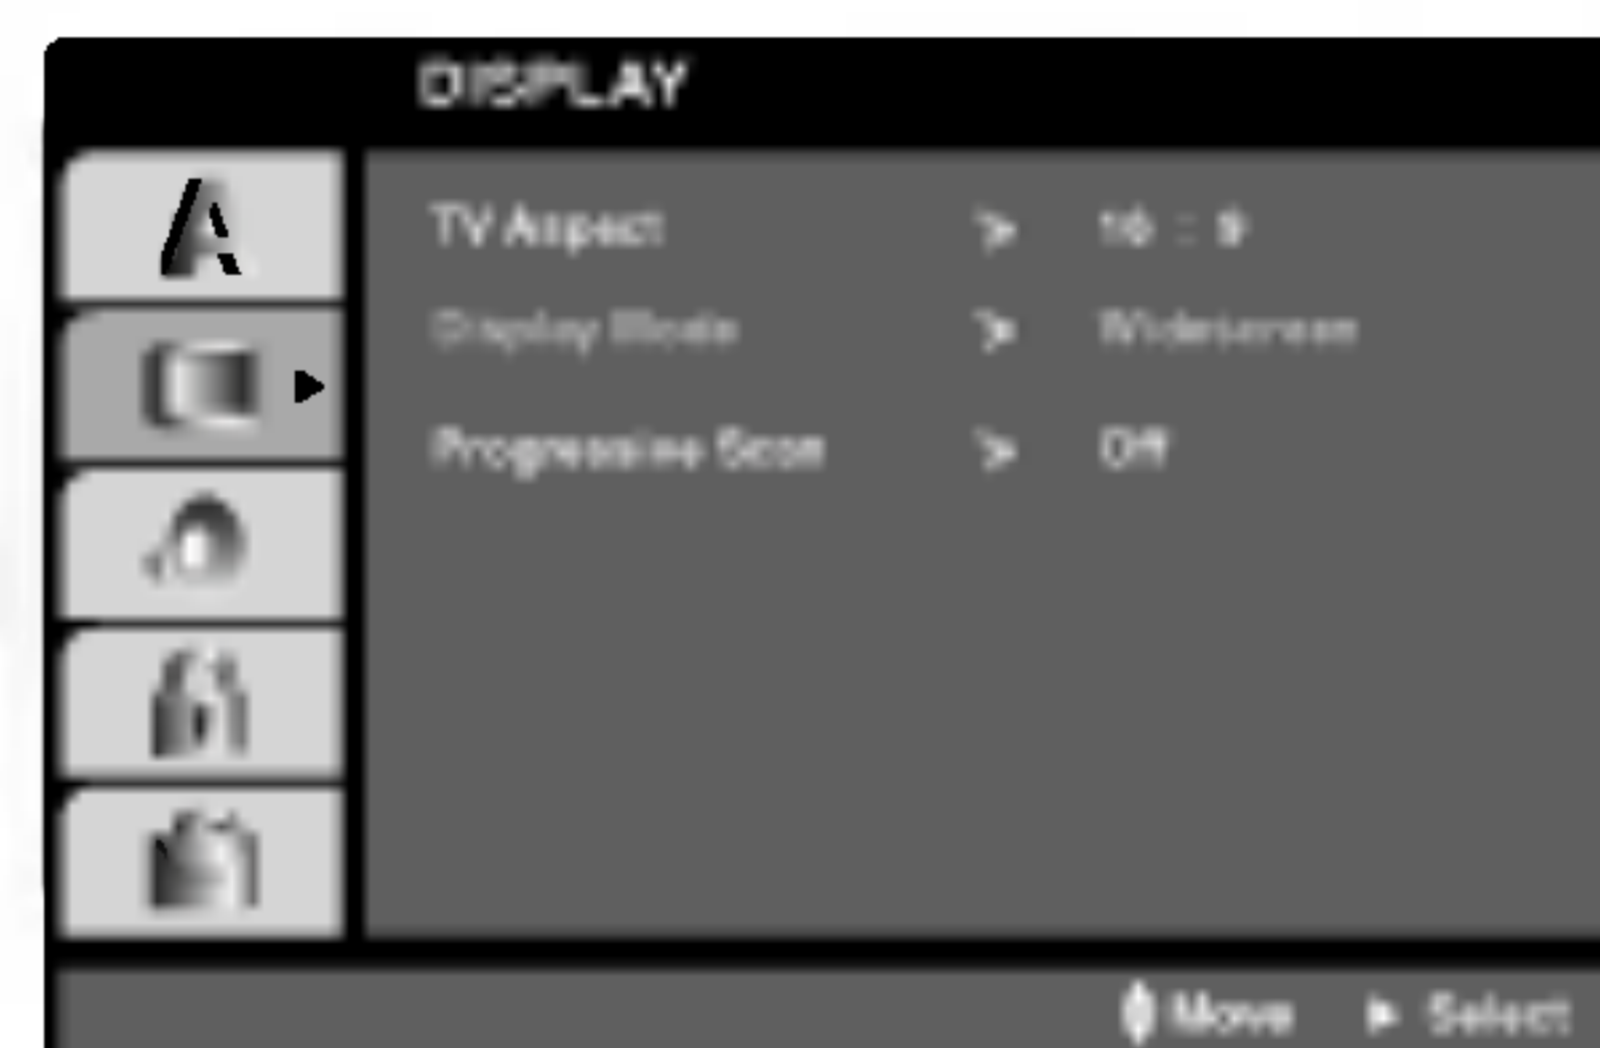 DISPLAY
A
TV Aspect > 16 : 9
Display Mode > Widescreen
Progressive Scan > Off
Move Select